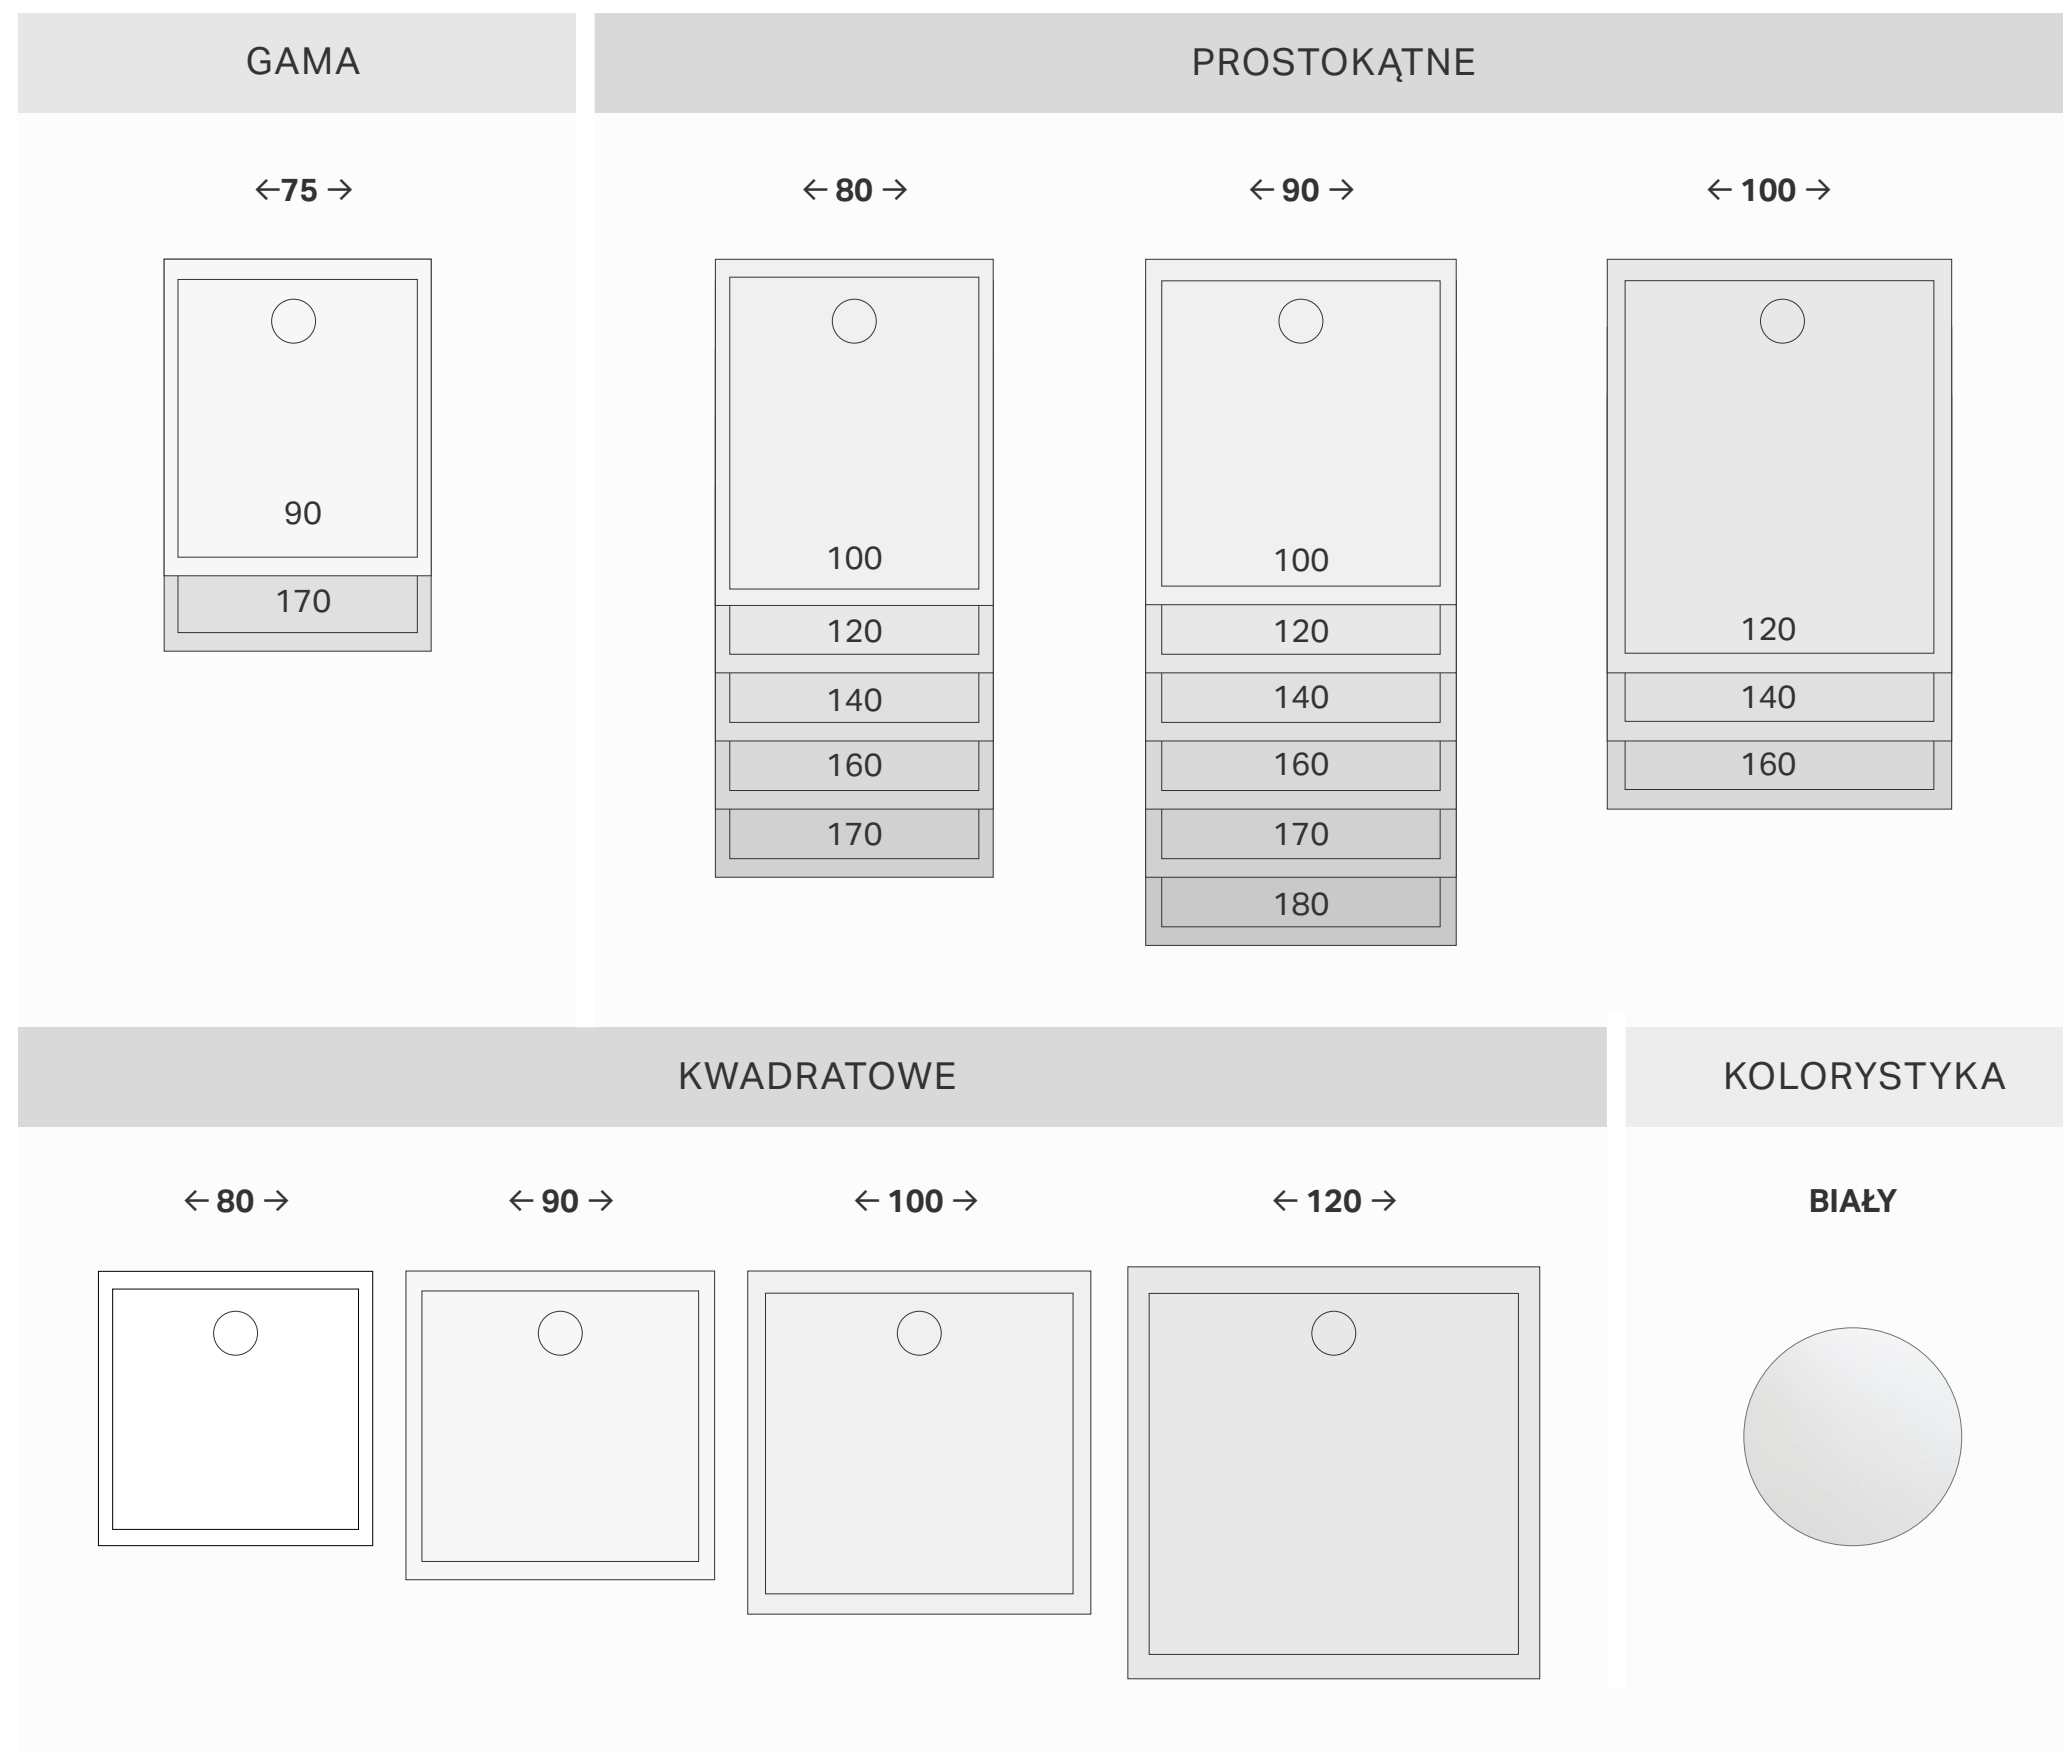 GAMA
PROSTOKĄTNE
←75 →
← 80 →
← 90 →
← 100 →
90
170
100
120
140
160
170
100
120
140
160
170
180
120
140
160
KWADRATOWE
KOLORYSTYKA
← 80 →
← 90 →
← 100 →
← 120 →
BIAŁY